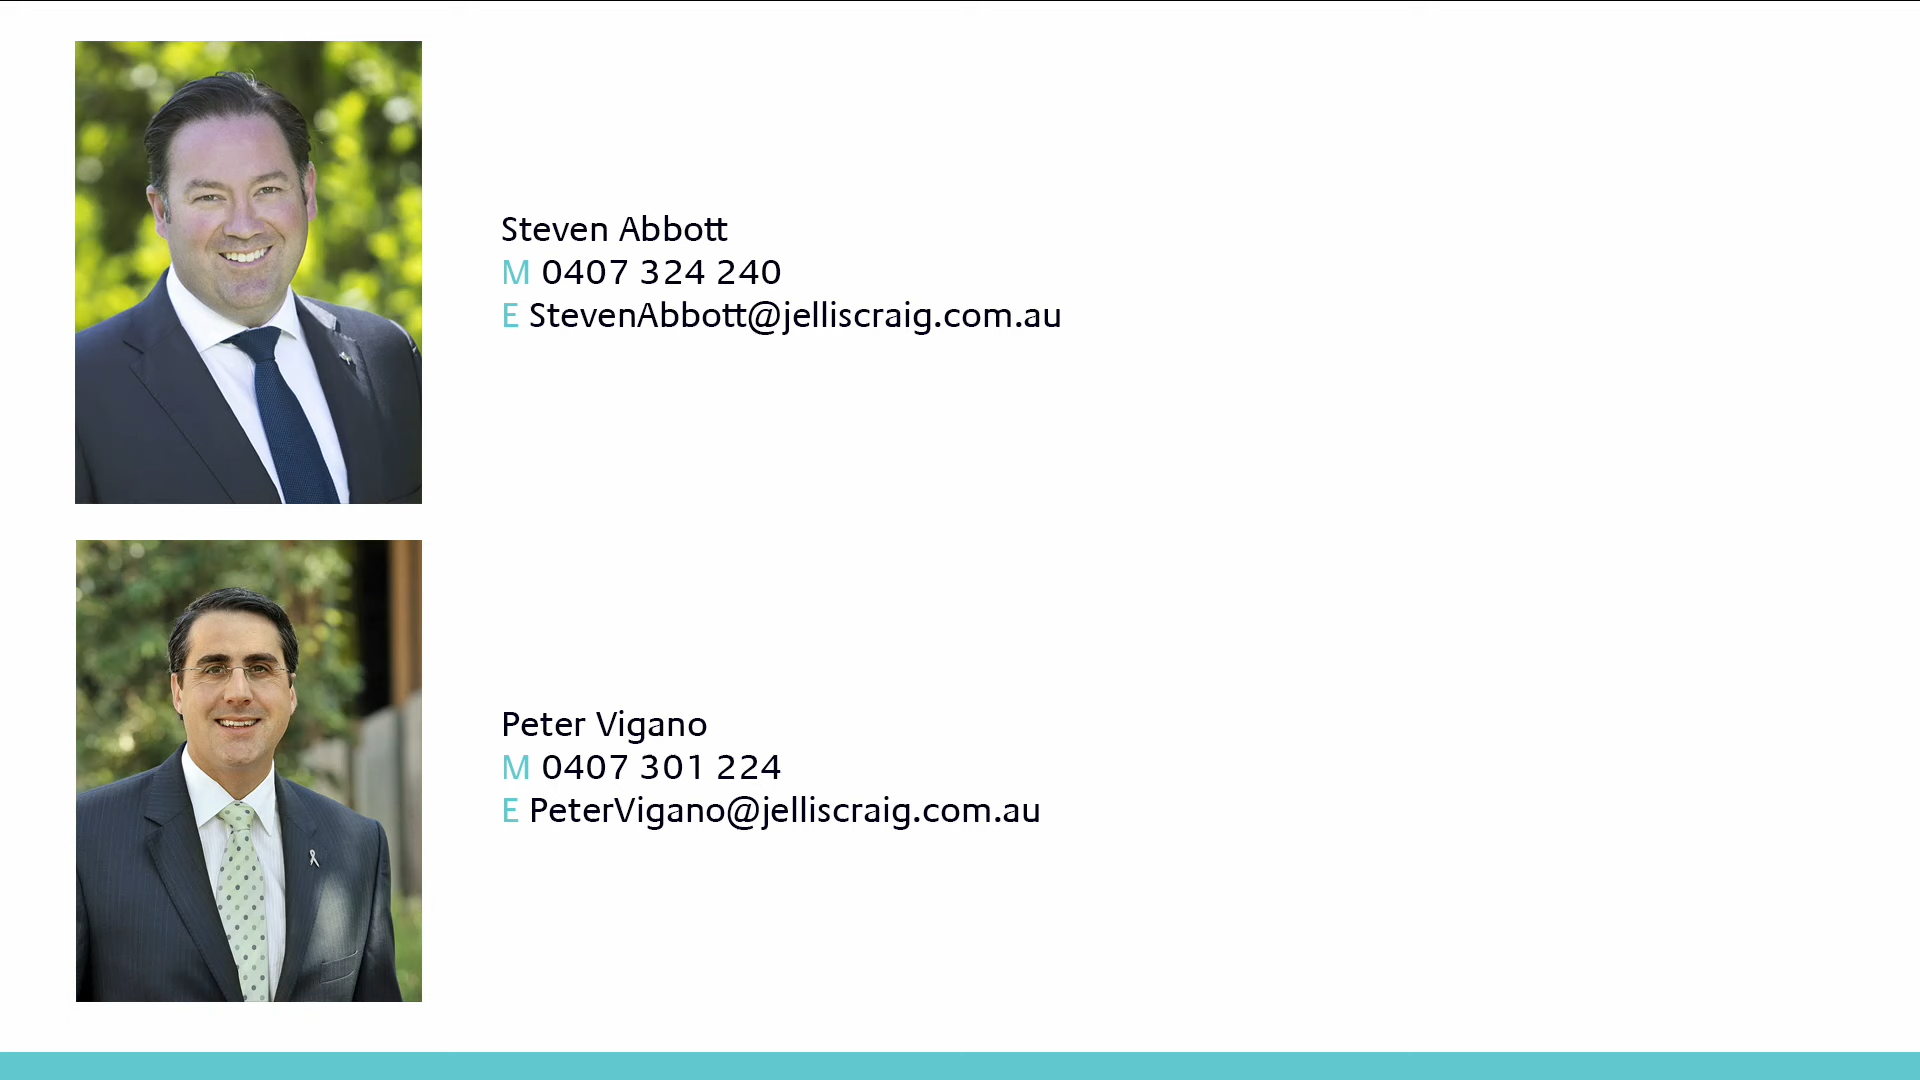 Steven Abbott
M 0407 324 240
E StevenAbbott@jelliscraig.com.au
Peter Vigano
M 0407 301 224
E PeterVigano@jelliscraig.com.au